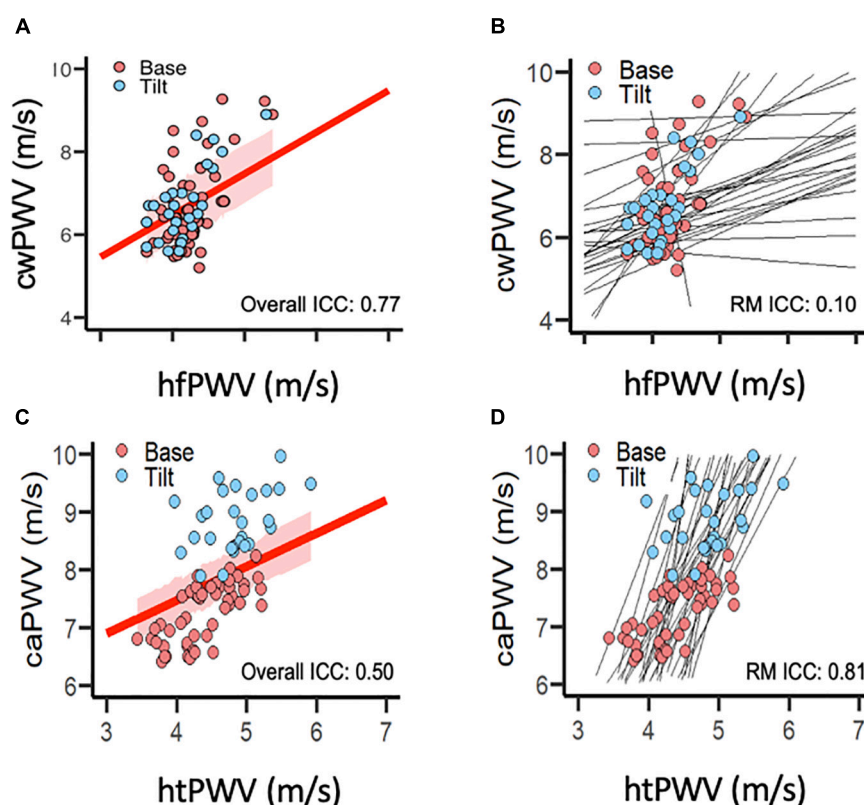 A
Base
Tilt
10
8
6
4
cwPWV (m/s)
Overall ICC: 0.77
hfPWV (m/s)
B
Base
Tilt
10
8
6
4
cwPWV (m/s)
RM ICC: 0.10
hfPWV (m/s)
C
Base
Tilt
10
9
8
7
6
caPWV (m/s)
Overall ICC: 0.50
3 4 5 6 7
htPWV (m/s)
D
Base
Tilt
10
9
8
7
6
caPWV (m/s)
RM ICC: 0.81
3 4 5 6 7
htPWV (m/s)